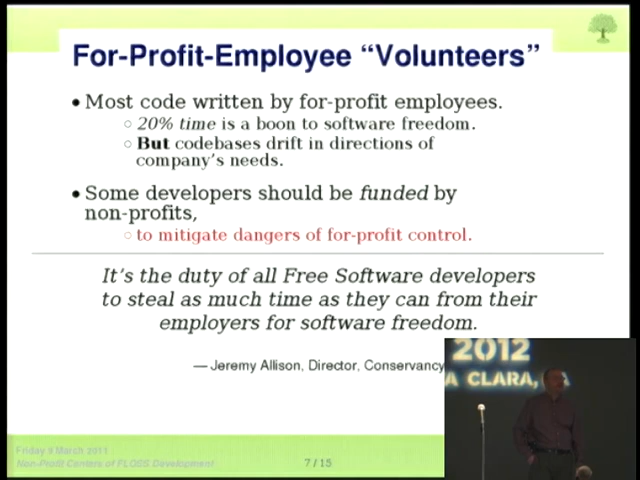 For-Profit-Employee “Volunteers”
• Most code written by for-profit employees.
○ 20% time is a boon to software freedom.
○ But codebases drift in directions of
company's needs.
• Some developers should be funded by
non-profits,
○ to mitigate dangers of for-profit control.
It's the duty of all Free Software developers
to steal as much time as they can from their
employers for software freedom.
— Jeremy Allison, Director, Conservancy
2012
A CLARA,
Friday 9 March 2011
Non-Profit Centers of FLOSS Development
7 / 15